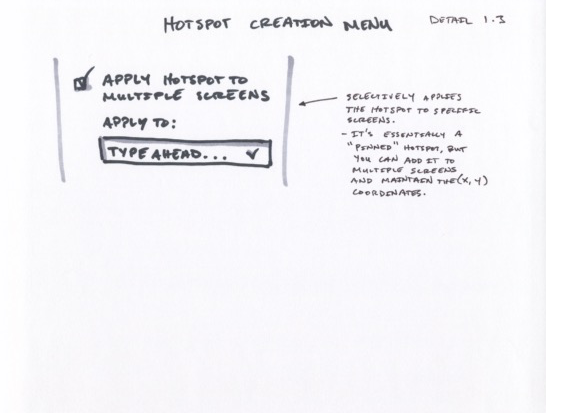 HOTSPOT CREATION MENU
DETAIL 1.3
APPLY HOTSPOT TO
MULTIPLE SCREENS
APPLY TO:
TYPE AHEAD...
SELECTIVELY APPLIES
THE HOTSPOT TO SPECIFIC
SCREENS.
- IT'S ESSENTIALLY A
"PINNED" HOTSPOT, BUT
YOU CAN ADD IT TO
MULTIPLE SCREENS
AND MAINTAIN THE (X, Y)
COORDINATES.